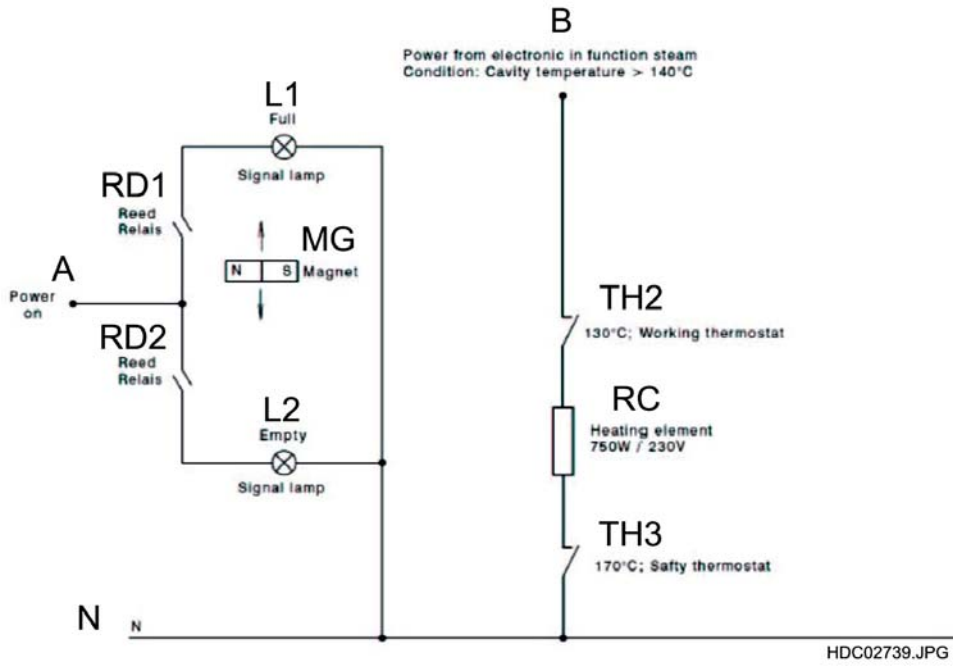 B
Power from electronic in function steam
Condition: Cavity temperature > 140°C
L1
Full
Signal lamp
RD1
Reed
Relais
MG
N S Magnet
A
Power
on
TH2
130°C; Working thermostat
RD2
Reed
Relais
L2
Empty
Signal lamp
RC
Heating element
750W / 230V
TH3
170°C; Safty thermostat
N
N
HDC02739.JPG